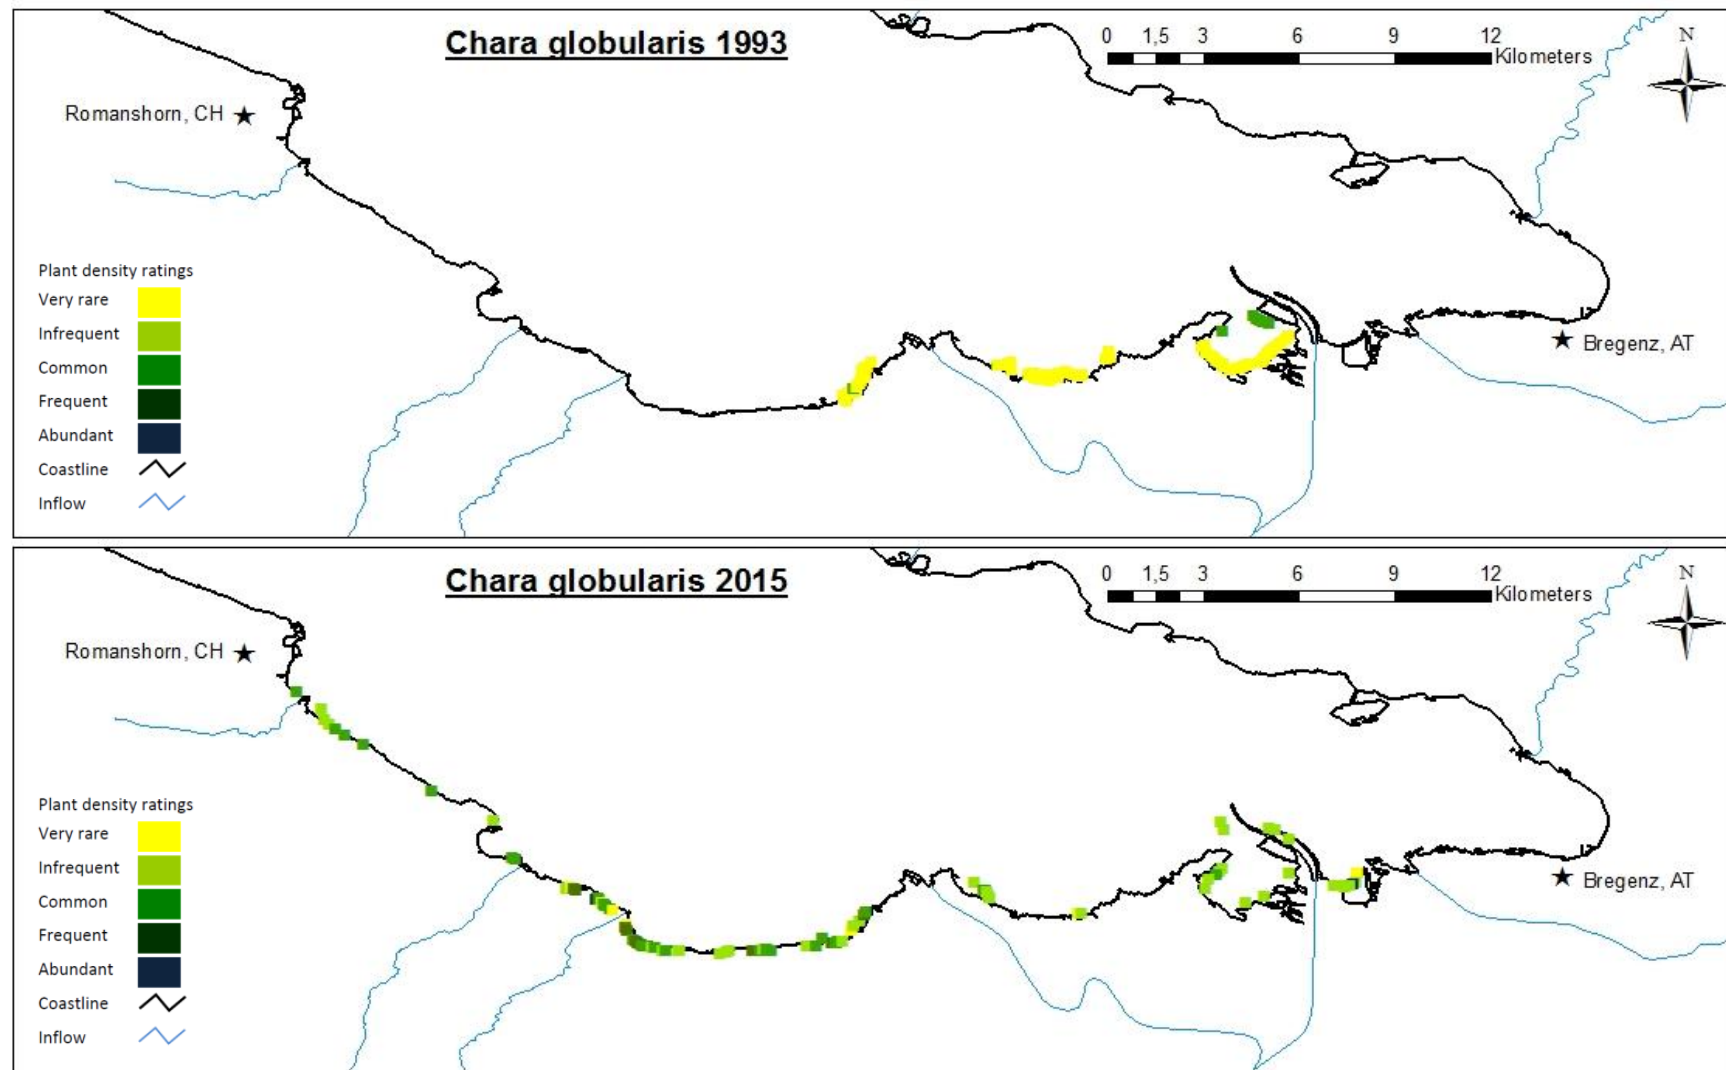 Chara globularis 1993
0 1,5 3 6 9 12
Kilometers
N
Romanshorn, CH
Bregenz, AT
Plant density ratings
Very rare
Infrequent
Common
Frequent
Abundant
Coastline
Inflow
Chara globularis 2015
0 1,5 3 6 9 12
Kilometers
N
Romanshorn, CH
Bregenz, AT
Plant density ratings
Very rare
Infrequent
Common
Frequent
Abundant
Coastline
Inflow